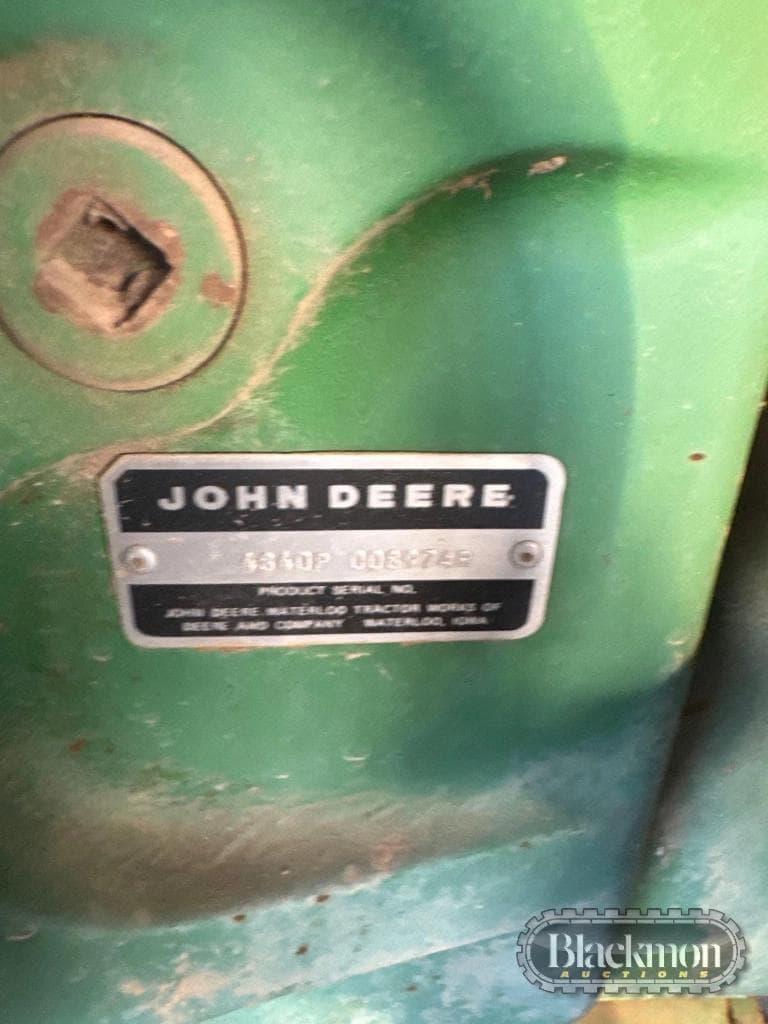 JOHN DEERE
PRODUCT SERIAL NO.
JOHN DEERE WATERLOO TRACTOR WORKS OF
DEERE AND COMPANY WATERLOO, IOWA
Blackmon
AUCTIONS